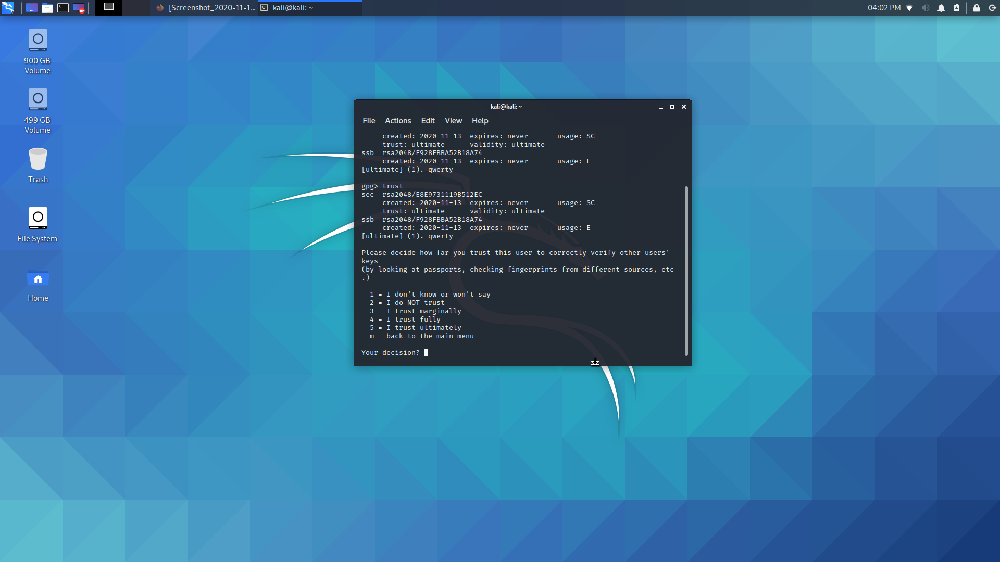 [Screenshot_2020-11-1...
kali@kali: ~
04:02 PM
900 GB
Volume
499 GB
Volume
Trash
File System
Home
kali@kali: ~
File Actions Edit View Help
created: 2020-11-13 expires: never usage: SC
trust: ultimate validity: ultimate
ssb rsa2048/F928FBBA52B18A74
created: 2020-11-13 expires: never usage: E
[ultimate] (1). qwerty
gpg> trust
sec rsa2048/E8E9731119B512EC
created: 2020-11-13 expires: never usage: SC
trust: ultimate validity: ultimate
ssb rsa2048/F928FBBA52B18A74
created: 2020-11-13 expires: never usage: E
[ultimate] (1). qwerty
Please decide how far you trust this user to correctly verify other users'
keys
(by looking at passports, checking fingerprints from different sources, etc
.)
1 = I don't know or won't say
2 = I do NOT trust
3 = I trust marginally
4 = I trust fully
5 = I trust ultimately
m = back to the main menu
Your decision?